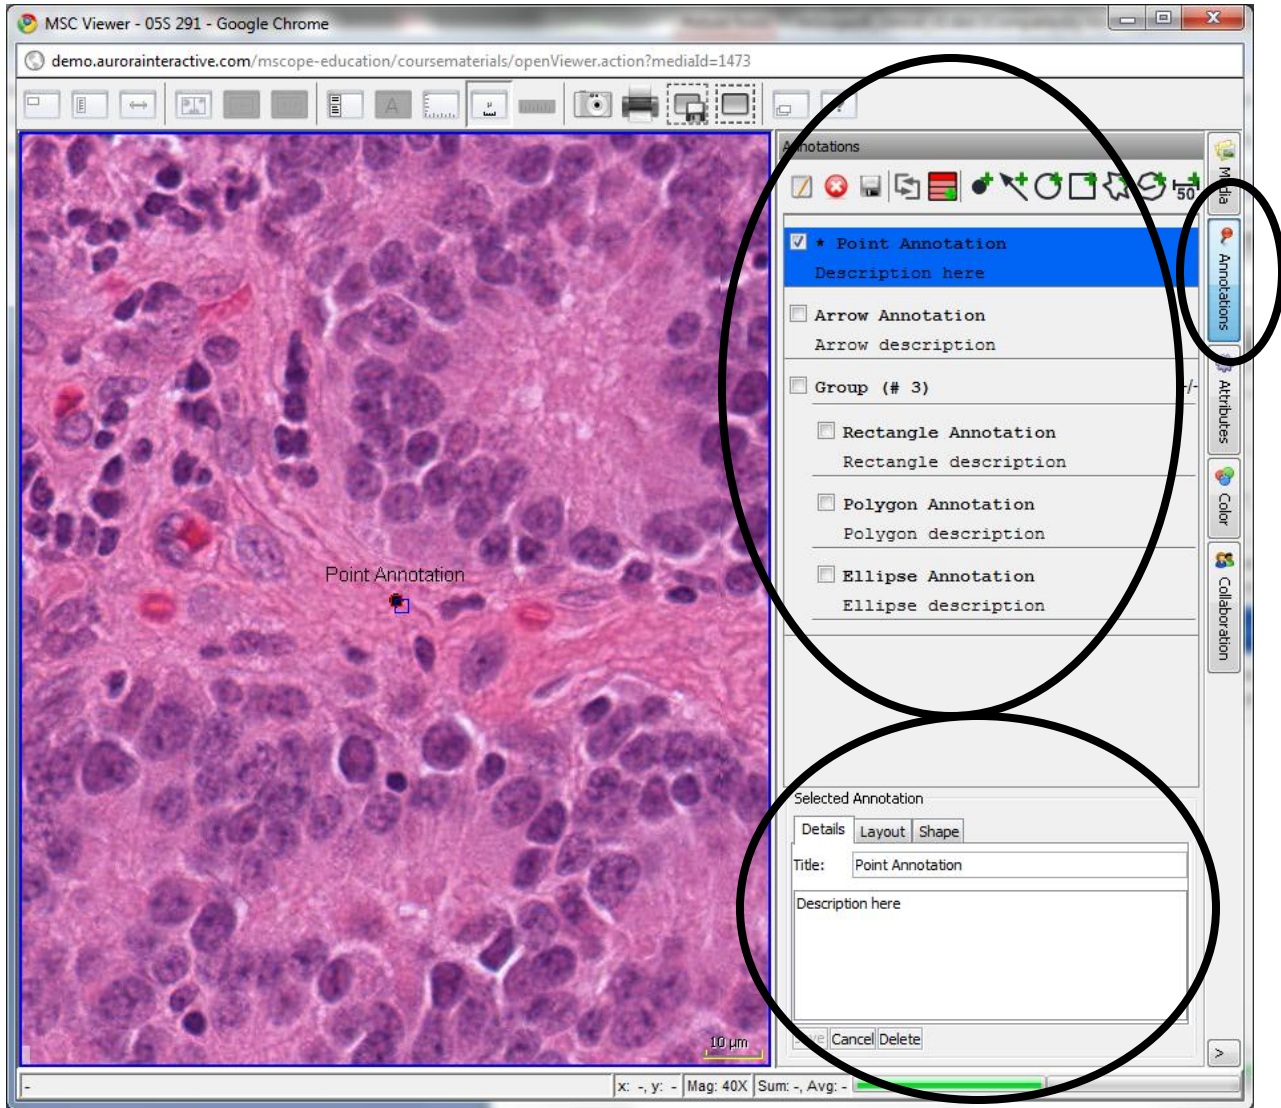 MSC Viewer - 05S 291 - Google Chrome
demo.aurorainteractive.com/mscope-education/coursematerials/openViewer.action?mediaId=1473
A
µ
?
Annotations
50
Media
Annotations
Attributes
Color
Collaboration
* Point Annotation
Description here
Arrow Annotation
Arrow description
Group (# 3)
Rectangle Annotation
Rectangle description
Polygon Annotation
Polygon description
Ellipse Annotation
Ellipse description
Point Annotation
10 µm
Selected Annotation
Details Layout Shape
Title: Point Annotation
Description here
Cancel Delete
>
- x: -, y: - Mag: 40X Sum: -, Avg: -